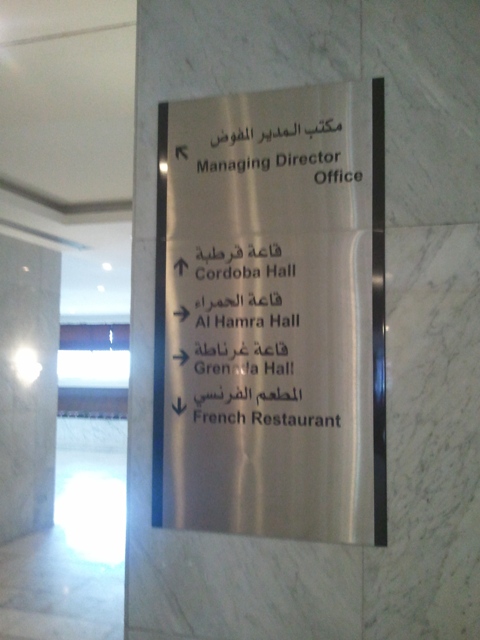 مكتب المدير المفوض
Managing Director
Office
قاعة قرطبة
Cordoba Hall
قاعة الحمراء
Al Hamra Hall
قاعة غرناطة
Grenada Hall
المطعم الفرنسي
French Restaurant